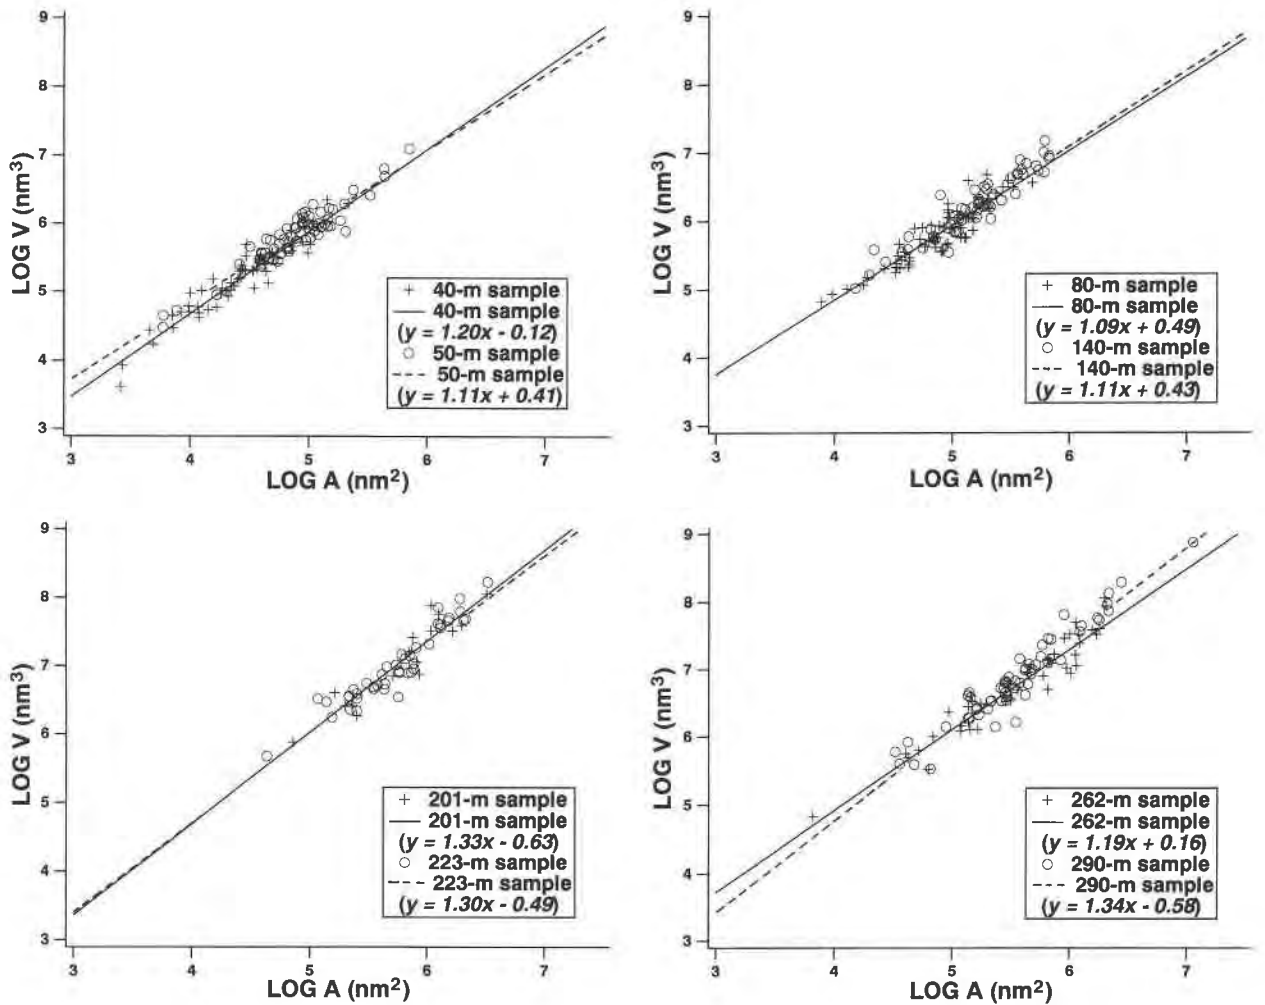 9
8
7
6
5
4
3
LOG V (nm3)
3
4
5
6
7
LOG A (nm2)
40-m sample
40-m sample
(y = 1.20x - 0.12)
50-m sample
50-m sample
(y = 1.11x + 0.41)
9
8
7
6
5
4
3
LOG V (nm3)
3
4
5
6
7
LOG A (nm2)
80-m sample
80-m sample
(y = 1.09x + 0.49)
140-m sample
140-m sample
(y = 1.11x + 0.43)
9
8
7
6
5
4
3
LOG V (nm3)
3
4
5
6
7
LOG A (nm2)
201-m sample
201-m sample
(y = 1.33x - 0.63)
223-m sample
223-m sample
(y = 1.30x - 0.49)
9
8
7
6
5
4
3
LOG V (nm3)
3
4
5
6
7
LOG A (nm2)
262-m sample
262-m sample
(y = 1.19x + 0.16)
290-m sample
290-m sample
(y = 1.34x - 0.58)